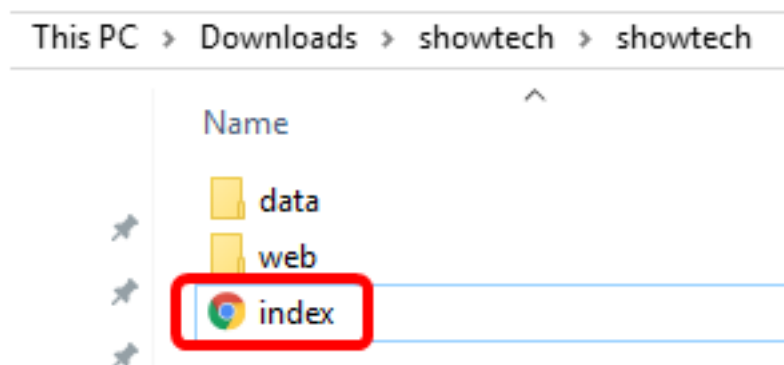 This PC > Downloads > showtech > showtech
Name
data
web
index